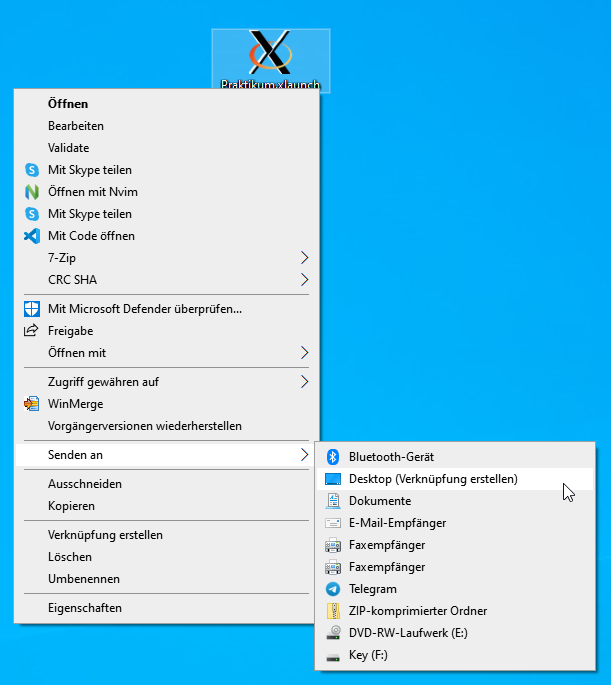 Praktikum.xlaunch
Öffnen
Bearbeiten
Validate
Mit Skype teilen
Öffnen mit Nvim
Mit Skype teilen
Mit Code öffnen
7-Zip
CRC SHA
Mit Microsoft Defender überprüfen...
Freigabe
Öffnen mit
Zugriff gewähren auf
WinMerge
Vorgängerversionen wiederherstellen
Senden an
Ausschneiden
Kopieren
Verknüpfung erstellen
Löschen
Umbenennen
Eigenschaften
Bluetooth-Gerät
Desktop (Verknüpfung erstellen)
Dokumente
E-Mail-Empfänger
Faxempfänger
Faxempfänger
Telegram
ZIP-komprimierter Ordner
DVD-RW-Laufwerk (E:)
Key (F:)